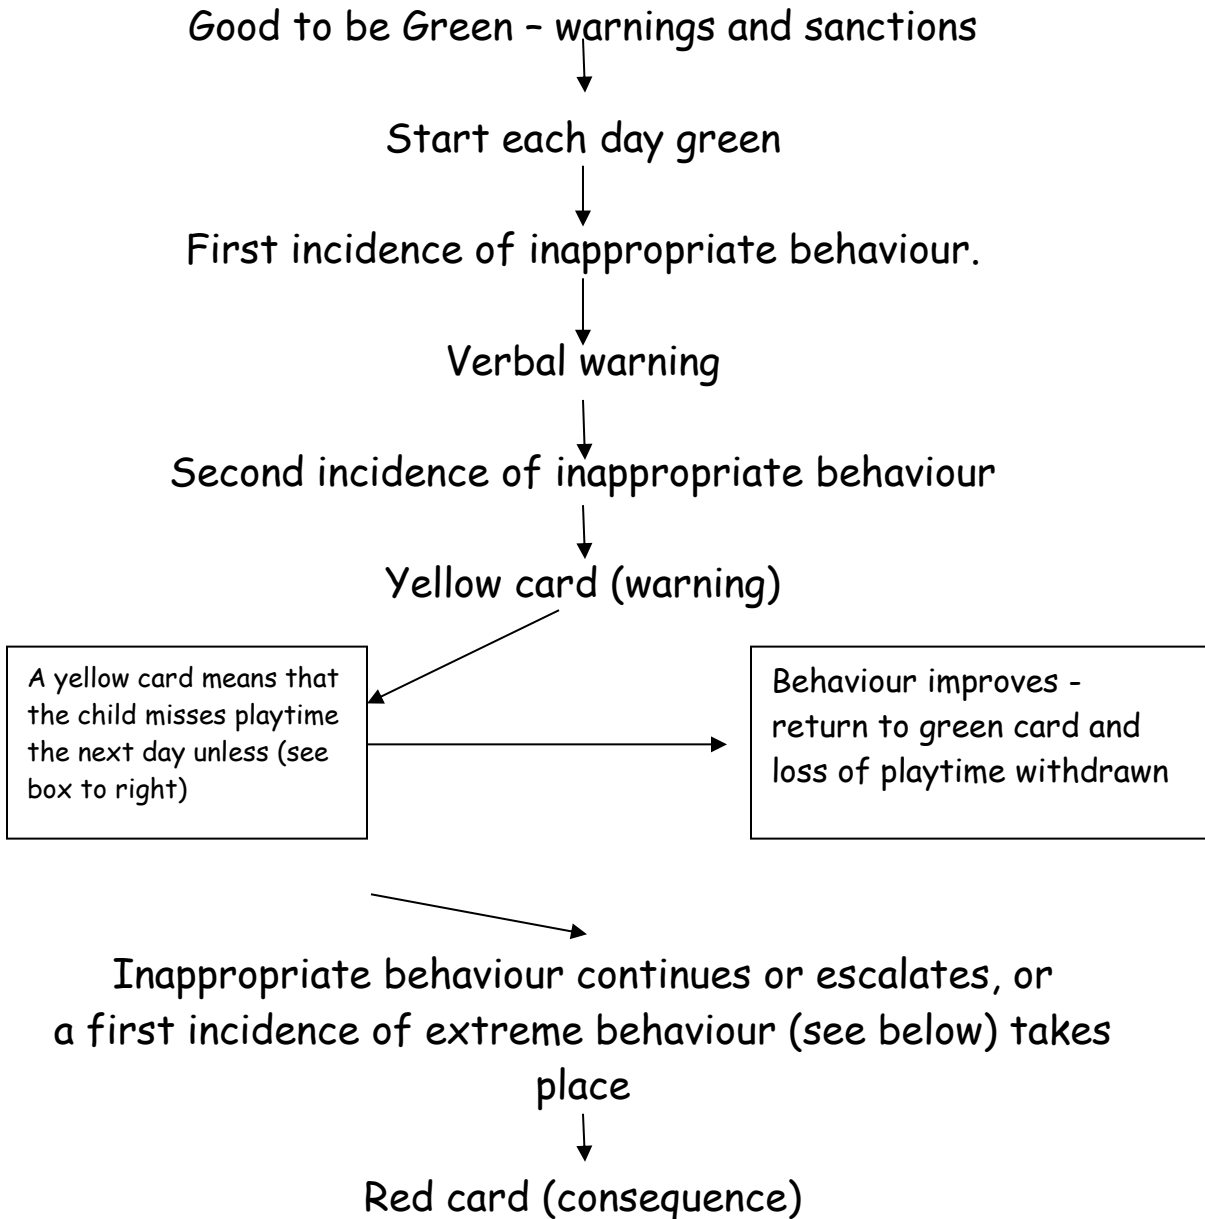 Good to be Green – warnings and sanctions
Start each day green
First incidence of inappropriate behaviour.
Verbal warning
Second incidence of inappropriate behaviour
Yellow card (warning)
A yellow card means that
the child misses playtime
the next day unless (see
box to right)
Behaviour improves -
return to green card and
loss of playtime withdrawn
Inappropriate behaviour continues or escalates, or
a first incidence of extreme behaviour (see below) takes
place
Red card (consequence)